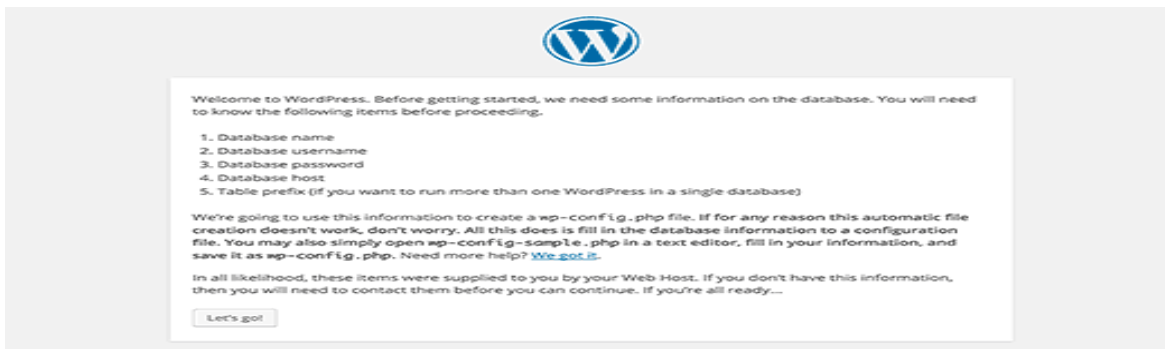 Welcome to WordPress. Before getting started, we need some information on the database. You will need
to know the following items before proceeding.
1. Database name
2. Database username
3. Database password
4. Database host
5. Table prefix (if you want to run more than one WordPress in a single database)
We're going to use this information to create a wp-config.php file. If for any reason this automatic file
creation doesn't work, don't worry. All this does is fill in the database information to a configuration
file. You may also simply open wp-config-sample.php in a text editor, fill in your information, and
save it as wp-config.php. Need more help? We got it.
In all likelihood, these items were supplied to you by your Web Host. If you don't have this information,
then you will need to contact them before you can continue. If you're all ready...
Let's go!